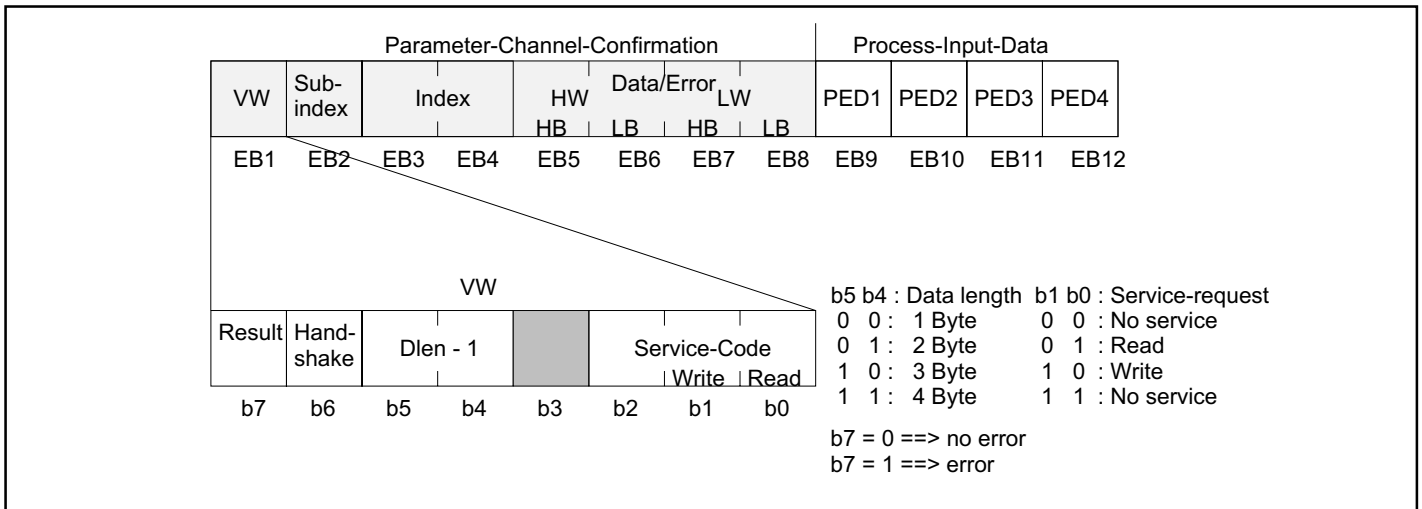 Parameter-Channel-Confirmation Process-Input-Data
VW Sub-index Index HW Data/Error LW PED1 PED2 PED3 PED4
HB LB HB LB
EB1 EB2 EB3 EB4 EB5 EB6 EB7 EB8 EB9 EB10 EB11 EB12
VW
Result Hand-shake Dlen - 1 Service-Code
Write Read
b7 b6 b5 b4 b3 b2 b1 b0
b5 b4 : Data length b1 b0 : Service-request
0 0 : 1 Byte 0 0 : No service
0 1 : 2 Byte 0 1 : Read
1 0 : 3 Byte 1 0 : Write
1 1 : 4 Byte 1 1 : No service
b7 = 0 ==> no error
b7 = 1 ==> error